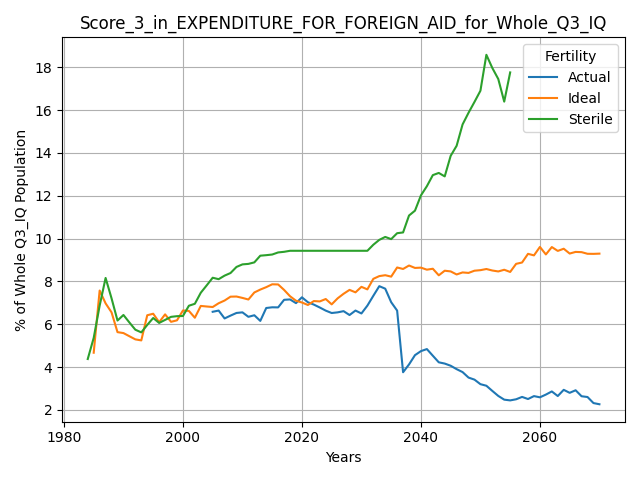 Score_3_in_EXPENDITURE_FOR_FOREIGN_AID_for_Whole_Q3_IQ
% of Whole Q3_IQ Population
18
16
14
12
10
8
6
4
2
Fertility
Actual
Ideal
Sterile
1980 2000 2020 2040 2060
Years